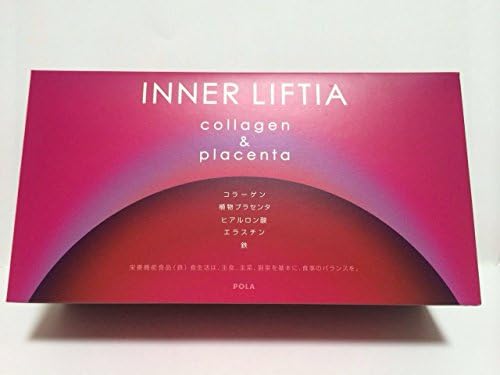 INNER LIFTIA
collagen
&
placenta
コラーゲン
植物プラセンタ
ヒアルロン酸
エラスチン
鉄
栄養機能食品(鉄) 食生活は、主食、主菜、副菜を基本に、食事のバランスを。
POLA